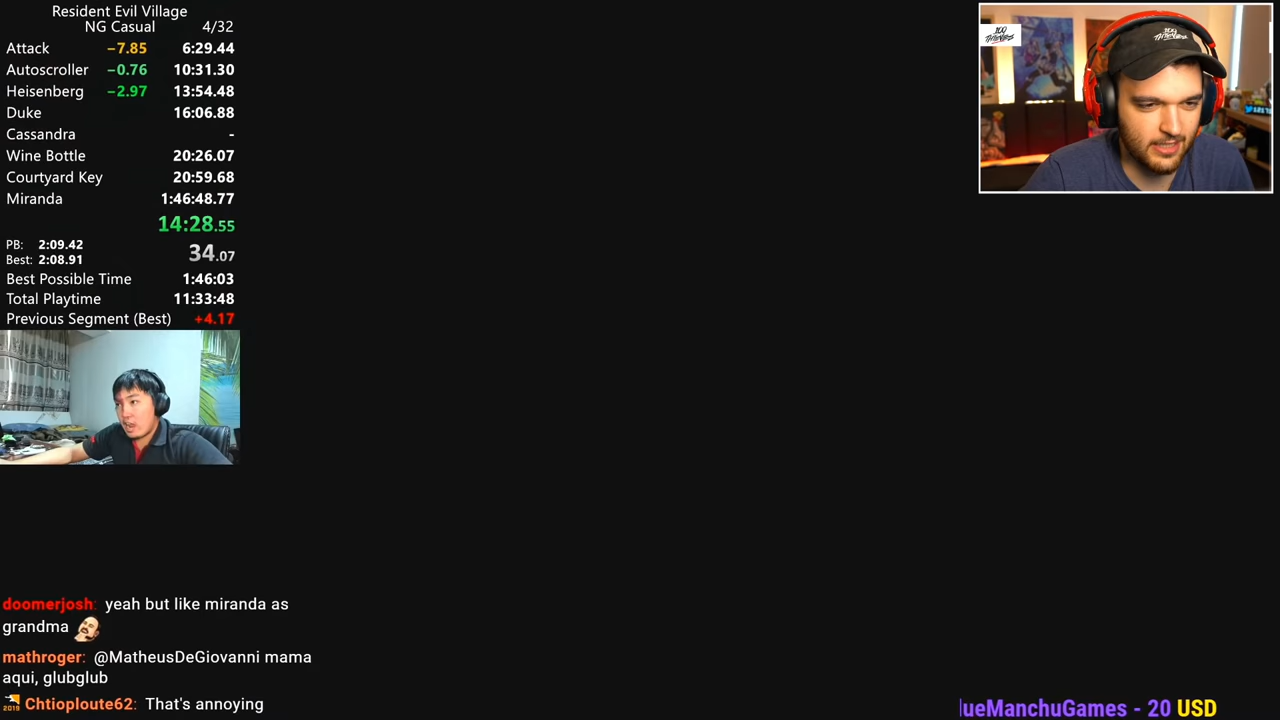 Resident Evil Village
NG Casual 4/32
Attack −7.85 6:29.44
Autoscroller −0.76 10:31.30
Heisenberg −2.97 13:54.48
Duke 16:06.88
Cassandra -
Wine Bottle 20:26.07
Courtyard Key 20:59.68
Miranda 1:46:48.77
14:28.55
PB: 2:09.42
Best: 2:08.91
34.07
Best Possible Time 1:46:03
Total Playtime 11:33:48
Previous Segment (Best) +4.17
doomerjosh: yeah but like miranda as
grandma
mathroger: @MatheusDeGiovanni mama
aqui, glubglub
Chtioploute62: That's annoying
lueManchuGames - 20 USD
100